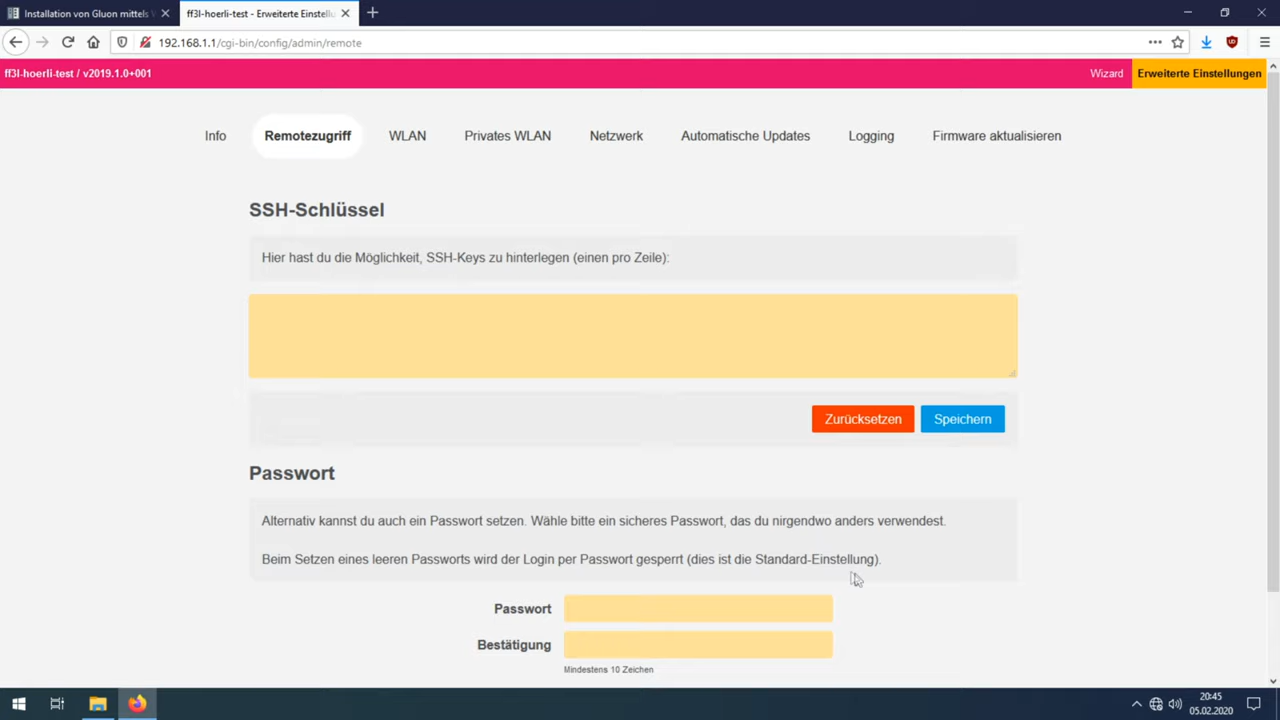 Installation von Gluon mittels
ff3l-hoerli-test - Erweiterte Einstellu
192.168.1.1/cgi-bin/config/admin/remote
ff3l-hoerli-test / v2019.1.0+001
Wizard
Erweiterte Einstellungen
Info
Remotezugriff
WLAN
Privates WLAN
Netzwerk
Automatische Updates
Logging
Firmware aktualisieren
SSH-Schlüssel
Hier hast du die Möglichkeit, SSH-Keys zu hinterlegen (einen pro Zeile):
Zurücksetzen
Speichern
Passwort
Alternativ kannst du auch ein Passwort setzen. Wähle bitte ein sicheres Passwort, das du nirgendwo anders verwendest.
Beim Setzen eines leeren Passworts wird der Login per Passwort gesperrt (dies ist die Standard-Einstellung).
Passwort
Bestätigung
Mindestens 10 Zeichen
20:45
05.02.2020